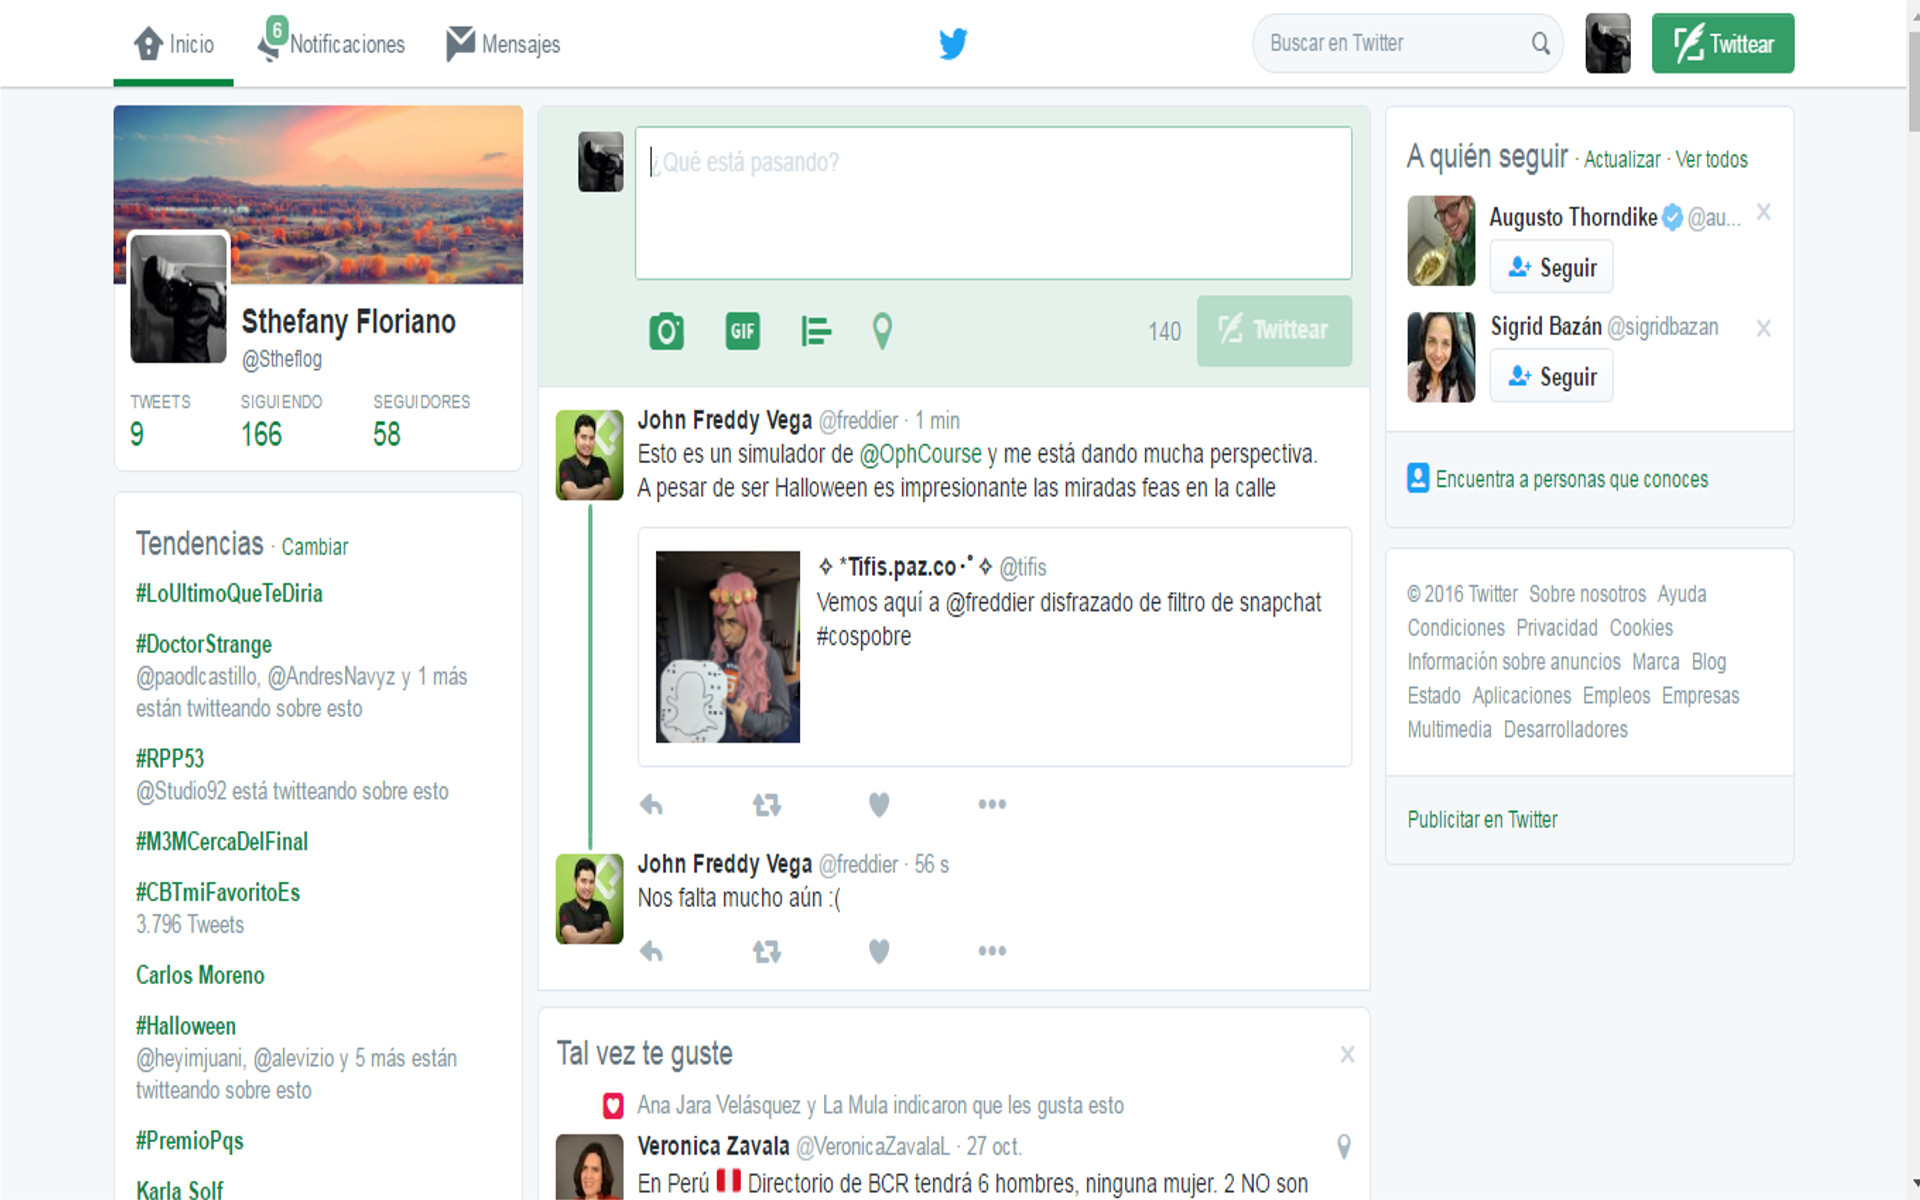 Inicio
6
Notificaciones
Mensajes
Buscar en Twitter
Twittear
Sthefany Floriano
@Stheflog
TWEETS SIGUIENDO SEGUIDORES
9 166 58
Tendencias · Cambiar
#LoUltimoQueTeDiria
#DoctorStrange
@paodlcastillo, @AndresNavyz y 1 más
están twitteando sobre esto
#RPP53
@Studio92 está twitteando sobre esto
#M3MCercaDelFinal
#CBTmiFavoritoEs
3.796 Tweets
Carlos Moreno
#Halloween
@heyimjuani, @alevizio y 5 más están
twitteando sobre esto
#PremioPqs
Karla Solf
¿Qué está pasando?
GIF
140
Twittear
John Freddy Vega @freddier · 1 min
Esto es un simulador de @OphCourse y me está dando mucha perspectiva.
A pesar de ser Halloween es impresionante las miradas feas en la calle
✧ *Tifis.paz.co･ﾟ✧ @tifis
Vemos aquí a @freddier disfrazado de filtro de snapchat
#cospobre
John Freddy Vega @freddier · 56 s
Nos falta mucho aún :(
Tal vez te guste
Ana Jara Velásquez y La Mula indicaron que les gusta esto
Veronica Zavala @VeronicaZavalaL · 27 oct.
En Perú 🇵🇪 Directorio de BCR tendrá 6 hombres, ninguna mujer. 2 NO son
A quién seguir · Actualizar · Ver todos
Augusto Thorndike @au...
Seguir
Sigrid Bazán @sigridbazan
Seguir
Encuentra a personas que conoces
© 2016 Twitter Sobre nosotros Ayuda
Condiciones Privacidad Cookies
Información sobre anuncios Marca Blog
Estado Aplicaciones Empleos Empresas
Multimedia Desarrolladores
Publicitar en Twitter